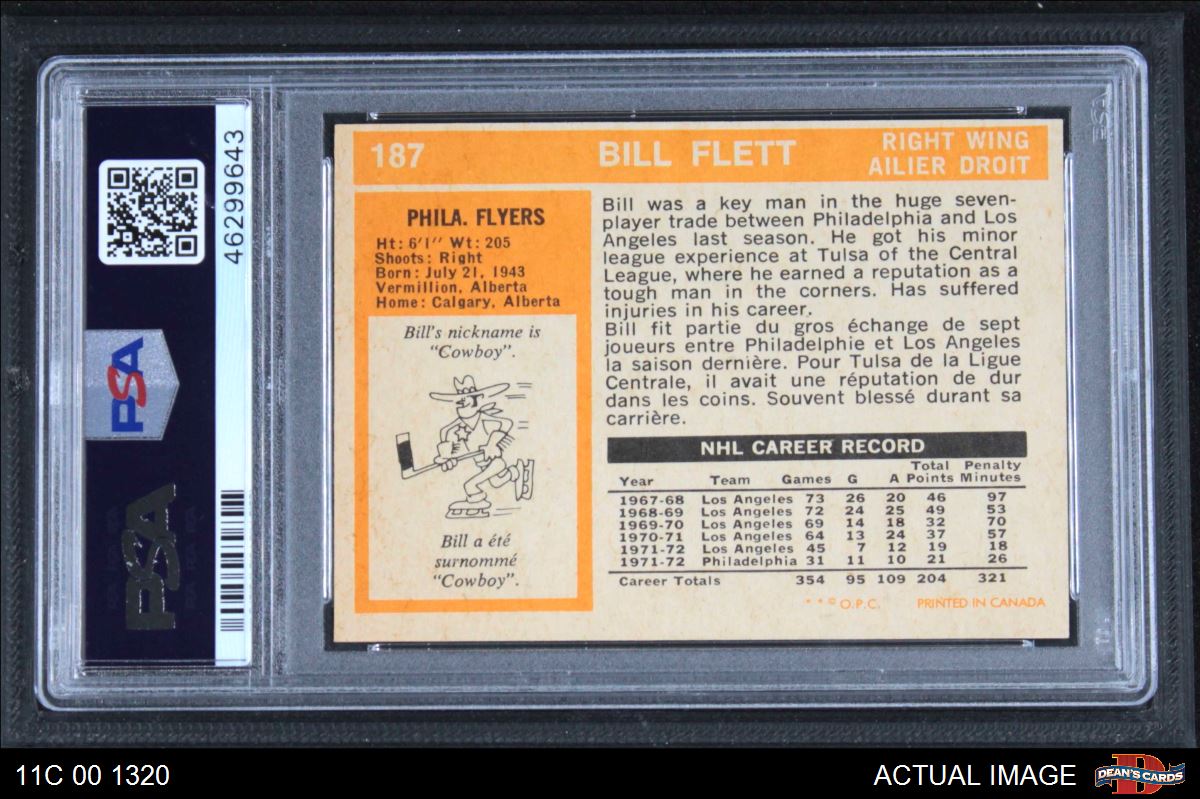 46299643
PSA
PSA
187 BILL FLETT RIGHT WING
AILIER DROIT
PHILA. FLYERS
Ht: 6'1" Wt: 205
Shoots: Right
Born: July 21, 1943
Vermillion, Alberta
Home: Calgary, Alberta
Bill's nickname is
"Cowboy".
Bill a été
surnommé
"Cowboy".
Bill was a key man in the huge seven-
player trade between Philadelphia and Los
Angeles last season. He got his minor
league experience at Tulsa of the Central
League, where he earned a reputation as a
tough man in the corners. Has suffered
injuries in his career.
Bill fit partie du gros échange de sept
joueurs entre Philadelphie et Los Angeles
la saison dernière. Pour Tulsa de la Ligue
Centrale, il avait une réputation de dur
dans les coins. Souvent blessé durant sa
carrière.
NHL CAREER RECORD
Year Team Games G A Total Points Penalty Minutes
1967-68 Los Angeles 73 26 20 46 97
1968-69 Los Angeles 72 24 25 49 53
1969-70 Los Angeles 69 14 18 32 70
1970-71 Los Angeles 64 13 24 37 57
1971-72 Los Angeles 45 7 12 19 18
1971-72 Philadelphia 31 11 10 21 26
Career Totals 354 95 109 204 321
* * © O.P.C. PRINTED IN CANADA
11C 00 1320 ACTUAL IMAGE DEAN'S CARDS